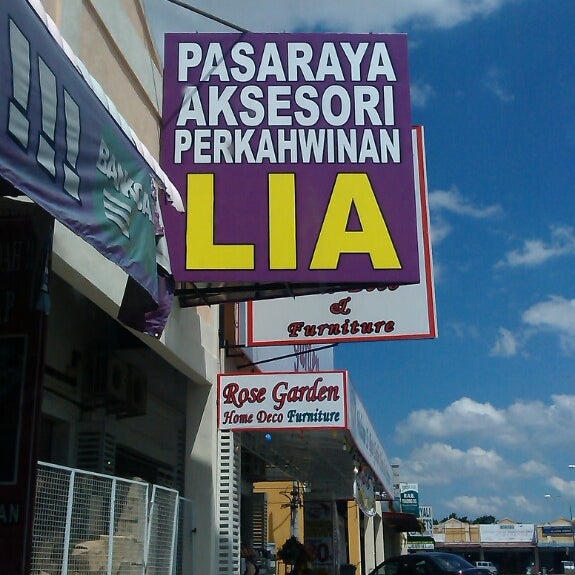 PASARAYA
AKSESORI
PERKAHWINAN
LIA
&
Furniture
Rose Garden
Home Deco Furniture
!!!